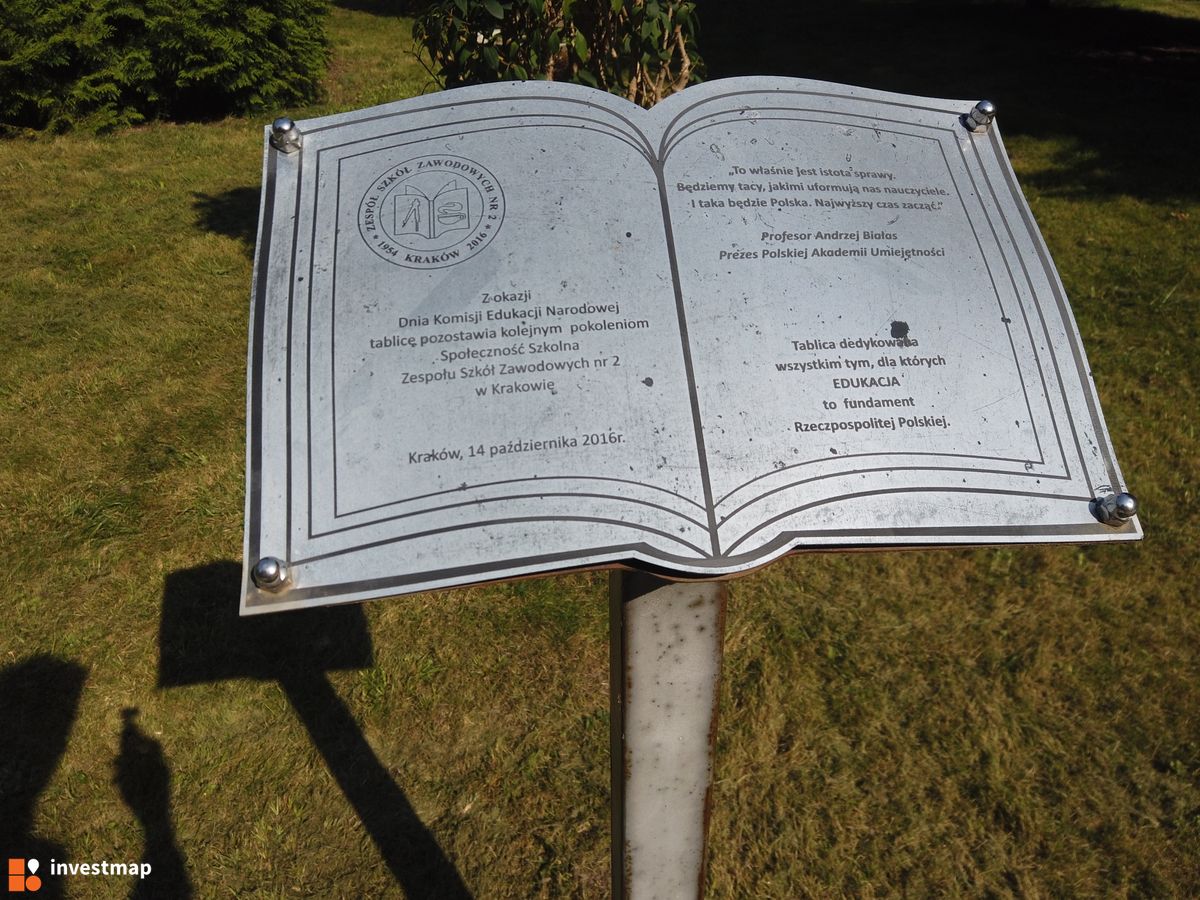 ZESPÓŁ SZKÓŁ ZAWODOWYCH NR 2
* 1954 KRAKÓW 2016 *
Z okazji
Dnia Komisji Edukacji Narodowej
tablicę pozostawia kolejnym pokoleniom
Społeczność Szkolna
Zespołu Szkół Zawodowych nr 2
w Krakowie
Kraków, 14 października 2016r.
„To właśnie jest istota sprawy.
Będziemy tacy, jakimi uformują nas nauczyciele.
I taka będzie Polska. Najwyższy czas zacząć.”
Profesor Andrzej Białas
Prezes Polskiej Akademii Umiejętności
Tablica dedykowana
wszystkim tym, dla których
EDUKACJA
to fundament
Rzeczpospolitej Polskiej.
investmap